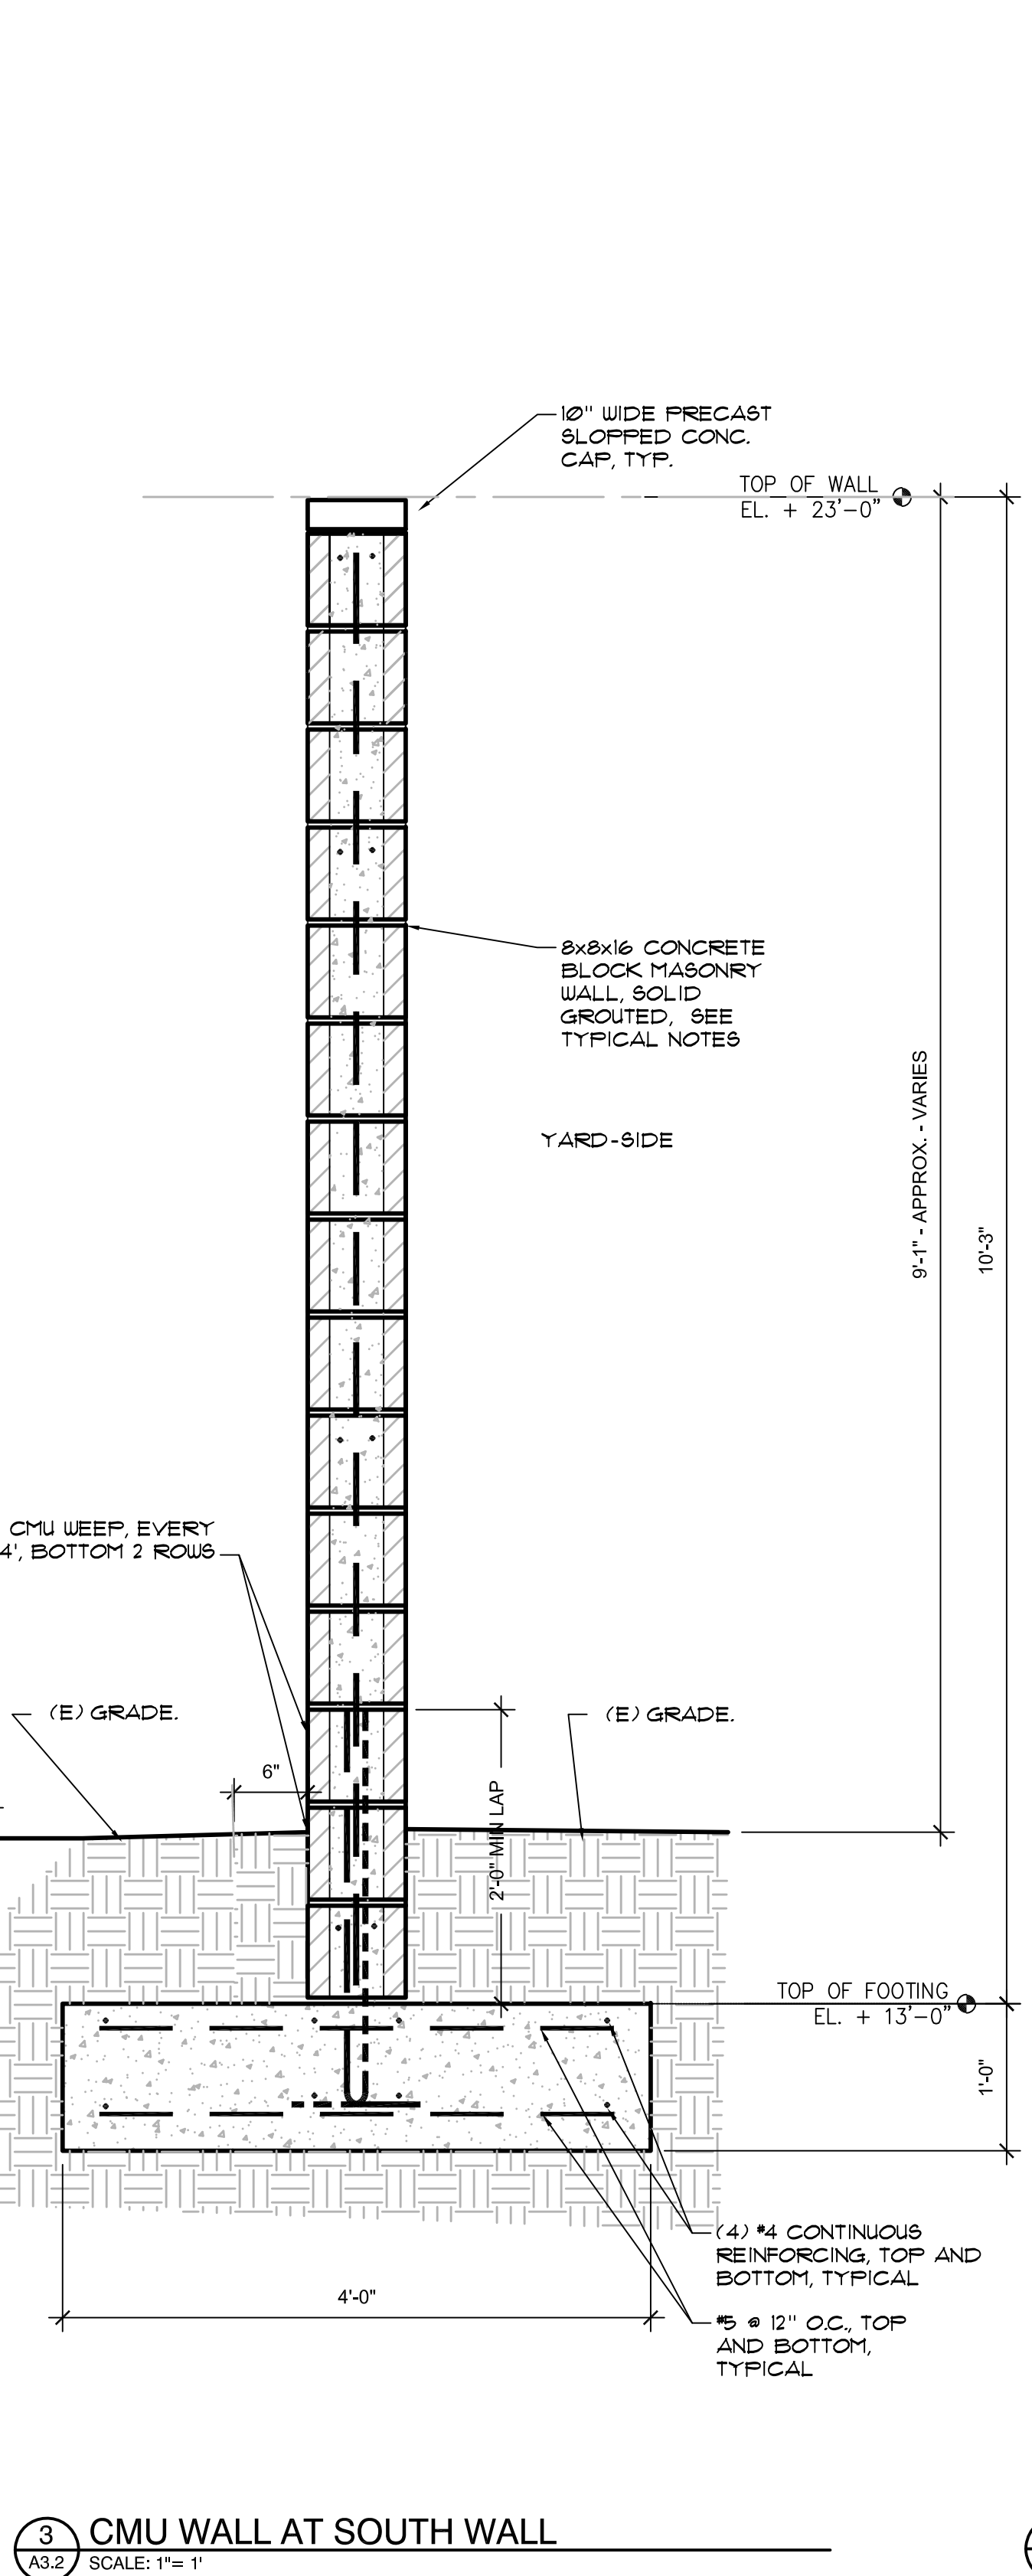 10" WIDE PRECAST
SLOPPED CONC.
CAP, TYP.
TOP OF WALL
EL. + 23'-0"
8x8x16 CONCRETE
BLOCK MASONRY
WALL, SOLID
GROUTED, SEE
TYPICAL NOTES
YARD-SIDE
9'-1" - APPROX. - VARIES
10'-3"
CMU WEEP, EVERY
4', BOTTOM 2 ROWS
(E) GRADE.
(E) GRADE.
6"
2'-0" MIN LAP
TOP OF FOOTING
EL. + 13'-0"
1'-0"
(4) #4 CONTINUOUS
REINFORCING, TOP AND
BOTTOM, TYPICAL
4'-0"
#5 @ 12" O.C., TOP
AND BOTTOM,
TYPICAL
3
CMU WALL AT SOUTH WALL
A3.2
SCALE: 1"= 1'